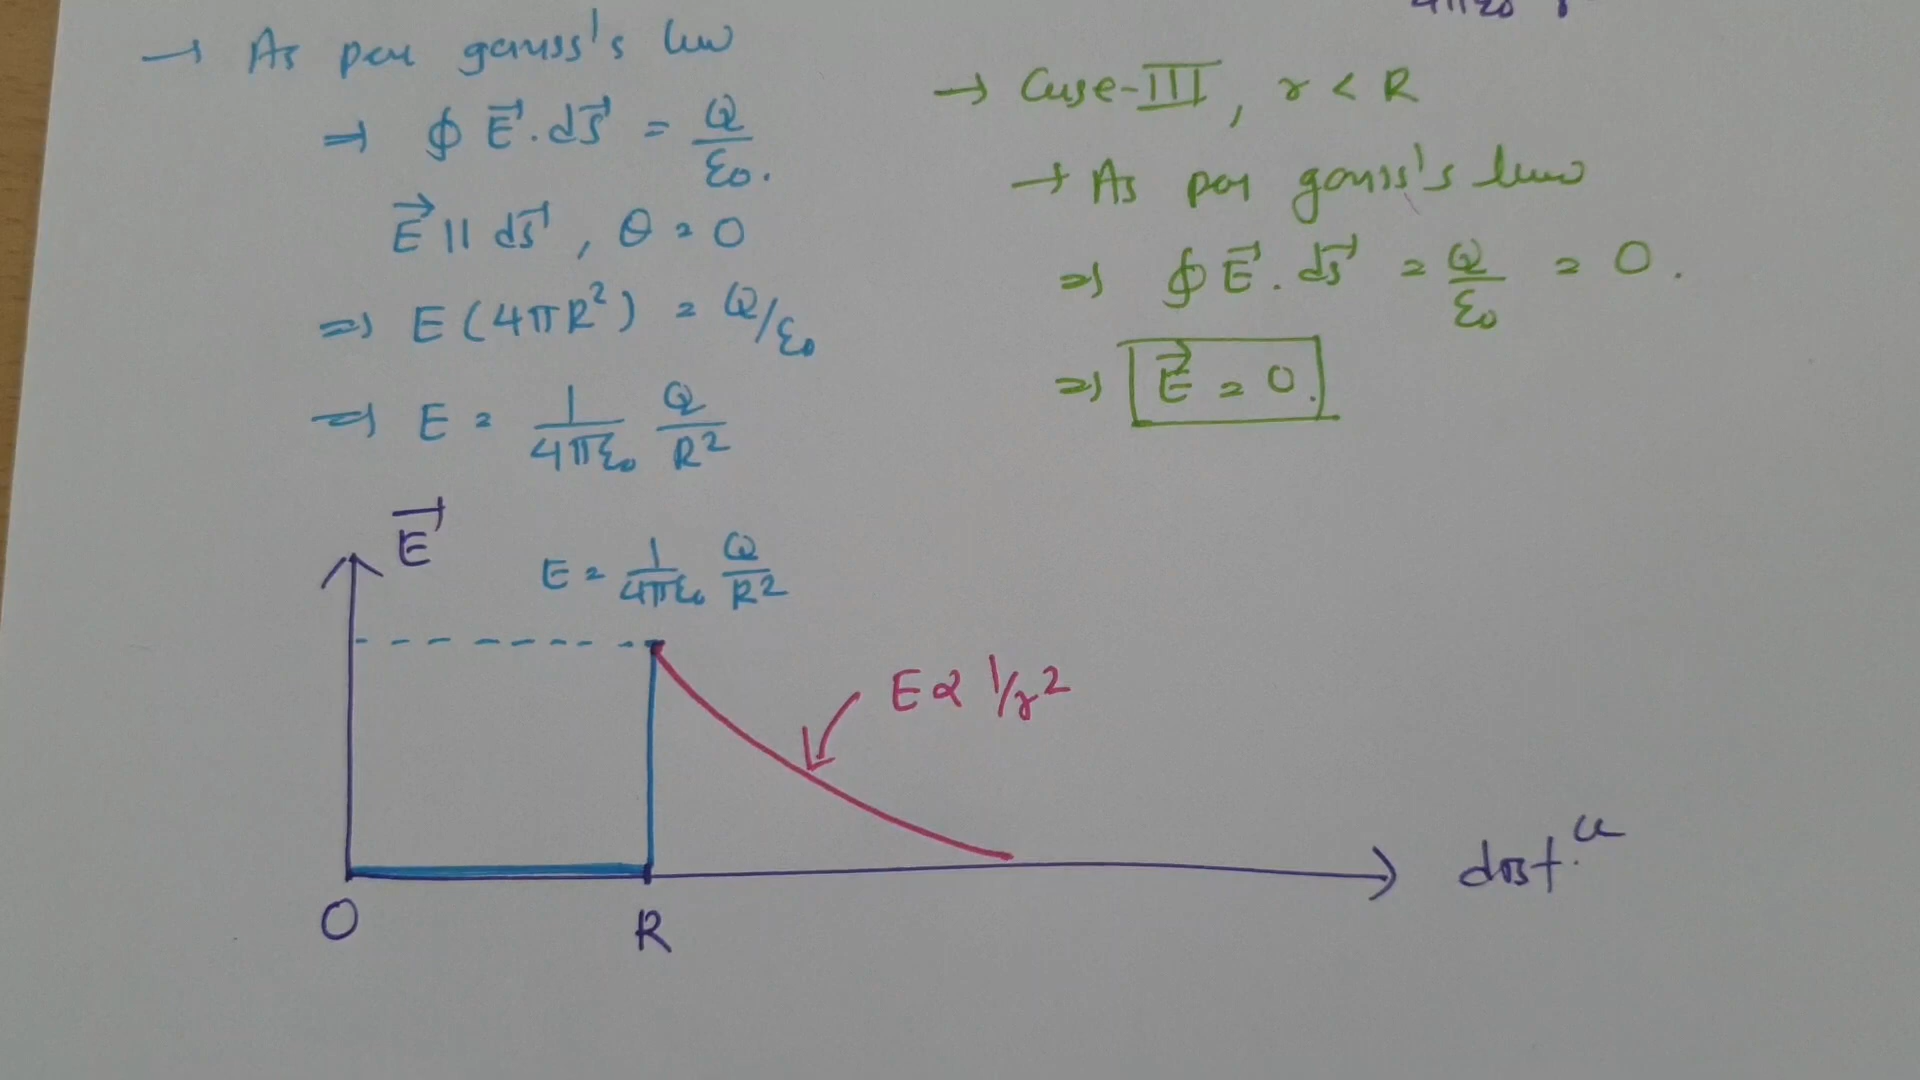 → As per gauss's law
⇒ ∮ E⃗ . dS⃗ = Q/ε₀.
E⃗ || dS⃗ , θ = 0
⇒ E (4πR²) = Q/ε₀
⇒ E = 1/4πε₀ Q/R²
4πε₀
→ Case-III, r < R
→ As per gauss's law
⇒ ∮ E⃗ . dS⃗ = Q/ε₀ = 0.
⇒ E⃗ = 0.
E⃗
E = 1/4πε₀ Q/R²
E ∝ 1/r²
O
R